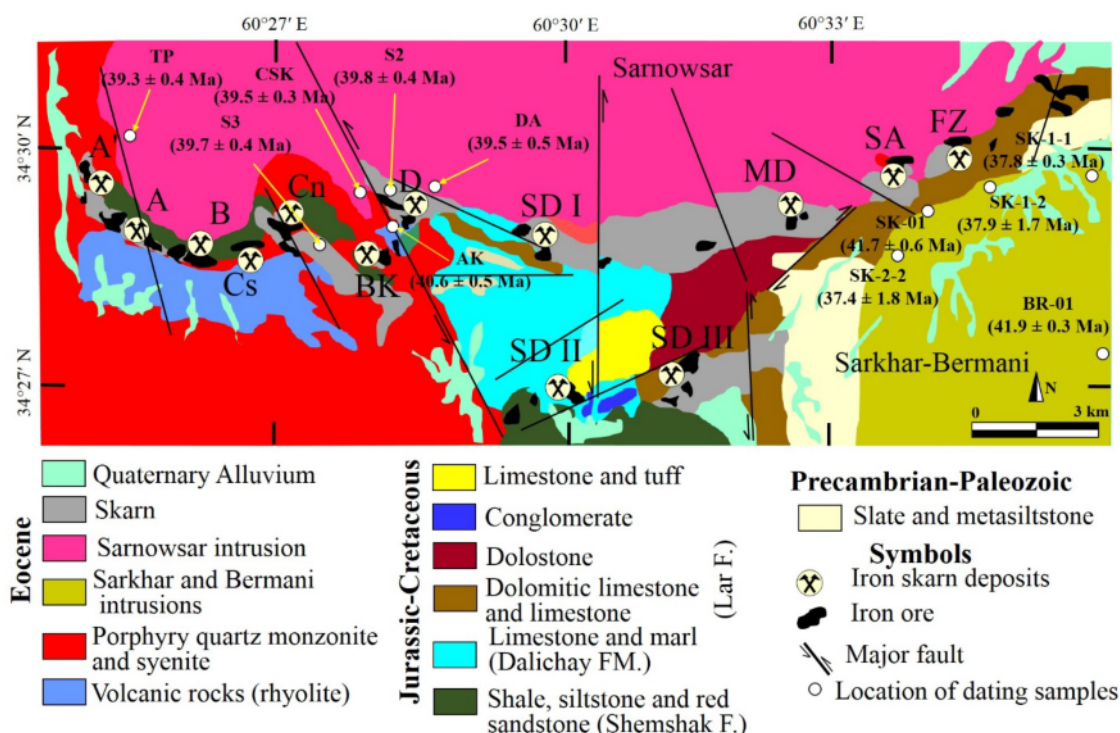 60°27′ E
60°30′ E
60°33′ E
34°30′ N
34°27′ N
TP
(39.3 ± 0.4 Ma)
CSK
(39.5 ± 0.3 Ma)
S2
(39.8 ± 0.4 Ma)
S3
(39.7 ± 0.4 Ma)
DA
(39.5 ± 0.5 Ma)
Sarnowsar
A'
A
B
Cn
Cs
D
BK
AK
(40.6 ± 0.5 Ma)
SD I
SD II
SD III
MD
SA
FZ
SK-1-1
(37.8 ± 0.3 Ma)
SK-1-2
(37.9 ± 1.7 Ma)
SK-01
(41.7 ± 0.6 Ma)
SK-2-2
(37.4 ± 1.8 Ma)
BR-01
(41.9 ± 0.3 Ma)
Sarkhar-Bermani
N
0 3 km
Eocene
Quaternary Alluvium
Skarn
Sarnowsar intrusion
Sarkhar and Bermani
intrusions
Porphyry quartz monzonite
and syenite
Volcanic rocks (rhyolite)
Jurassic-Cretaceous
Limestone and tuff
Conglomerate
Dolostone
Dolomitic limestone
and limestone
(Lar F.)
Limestone and marl
(Dalichay FM.)
Shale, siltstone and red
sandstone (Shemshak F.)
Precambrian-Paleozoic
Slate and metasiltstone
Symbols
Iron skarn deposits
Iron ore
Major fault
Location of dating samples